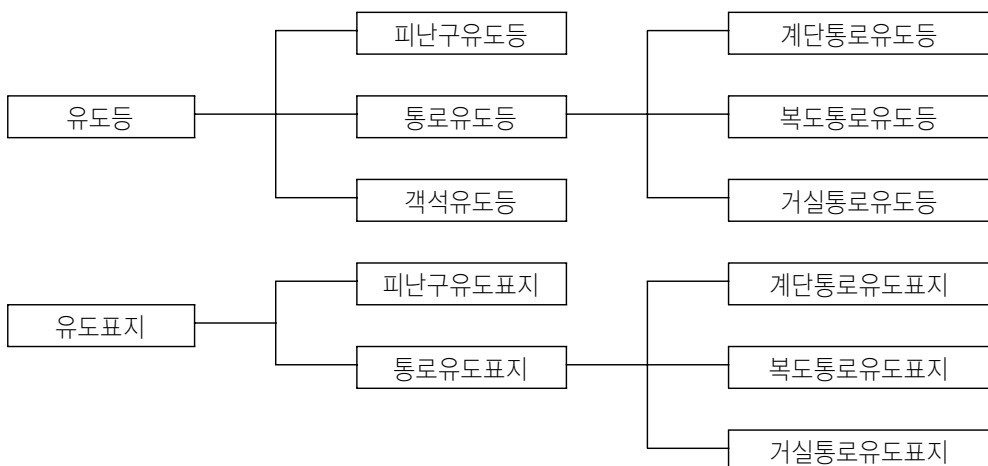 피난구유도등
계단통로유도등
유도등
통로유도등
복도통로유도등
객석유도등
거실통로유도등
피난구유도표지
계단통로유도표지
유도표지
통로유도표지
복도통로유도표지
거실통로유도표지